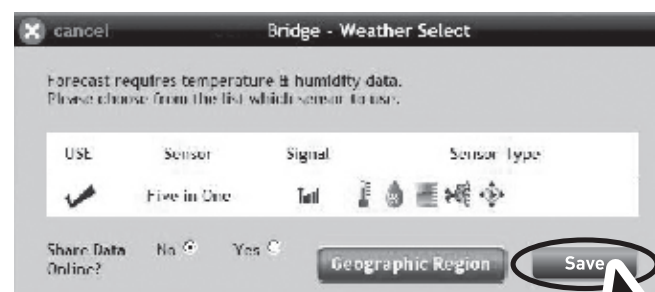 cancel Bridge - Weather Select
Forecast requires temperature & humidity data.
Please choose from the list which sensor to use.
USE Sensor Signal Sensor Type
Five in One
Share Data No Yes
Online?
Geographic Region Save